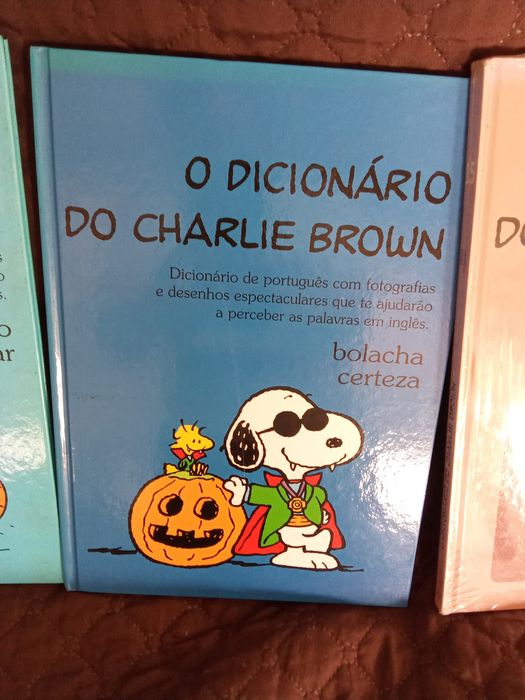 O DICIONÁRIO
DO CHARLIE BROWN
Dicionário de português com fotografias
e desenhos espectaculares que te ajudarão
a perceber as palavras em inglês.
bolacha
certeza